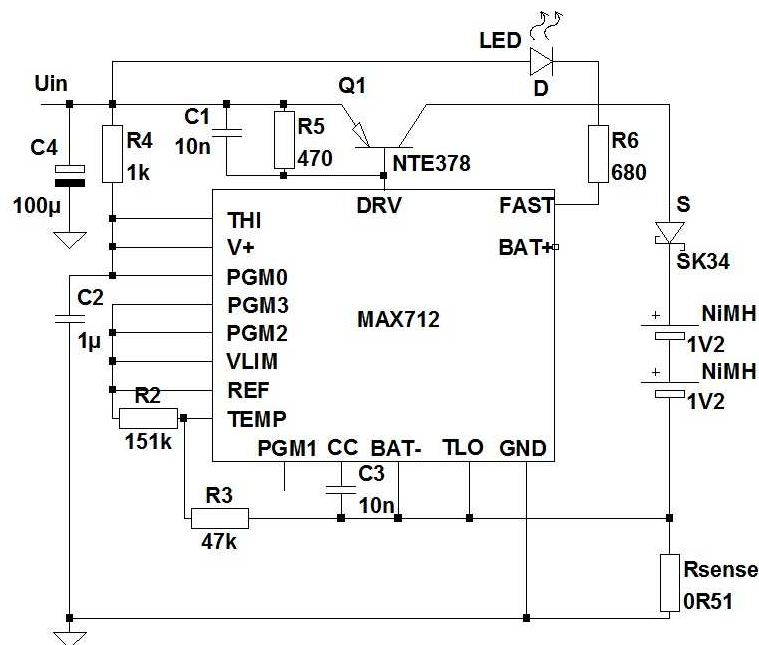 LED
Uin
Q1
D
C1
10n
R5
470
R4
1k
R6
680
C4
100µ
NTE378
DRV
FAST
S
SK34
THI
V+
BAT+
PGM0
C2
1µ
PGM3
PGM2
MAX712
VLIM
REF
TEMP
+
NiMH
1V2
+
NiMH
1V2
R2
151k
PGM1
CC
BAT-
TLO
GND
C3
10n
R3
47k
Rsense
0R51